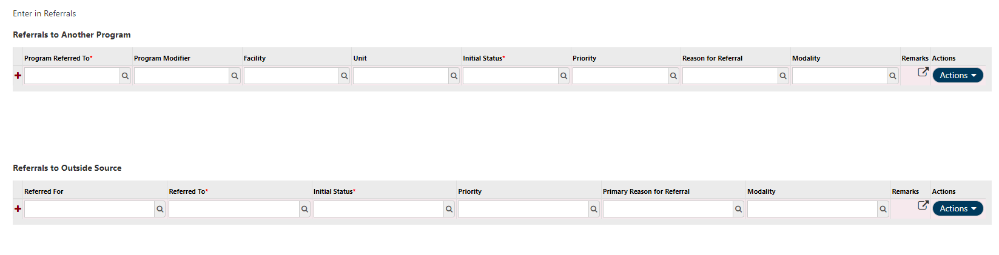 Enter in Referrals
Referrals to Another Program
Program Referred To* Program Modifier Facility Unit Initial Status* Priority Reason for Referral Modality Remarks Actions
Actions
Referrals to Outside Source
Referred For Referred To* Initial Status* Priority Primary Reason for Referral Modality Remarks Actions
Actions